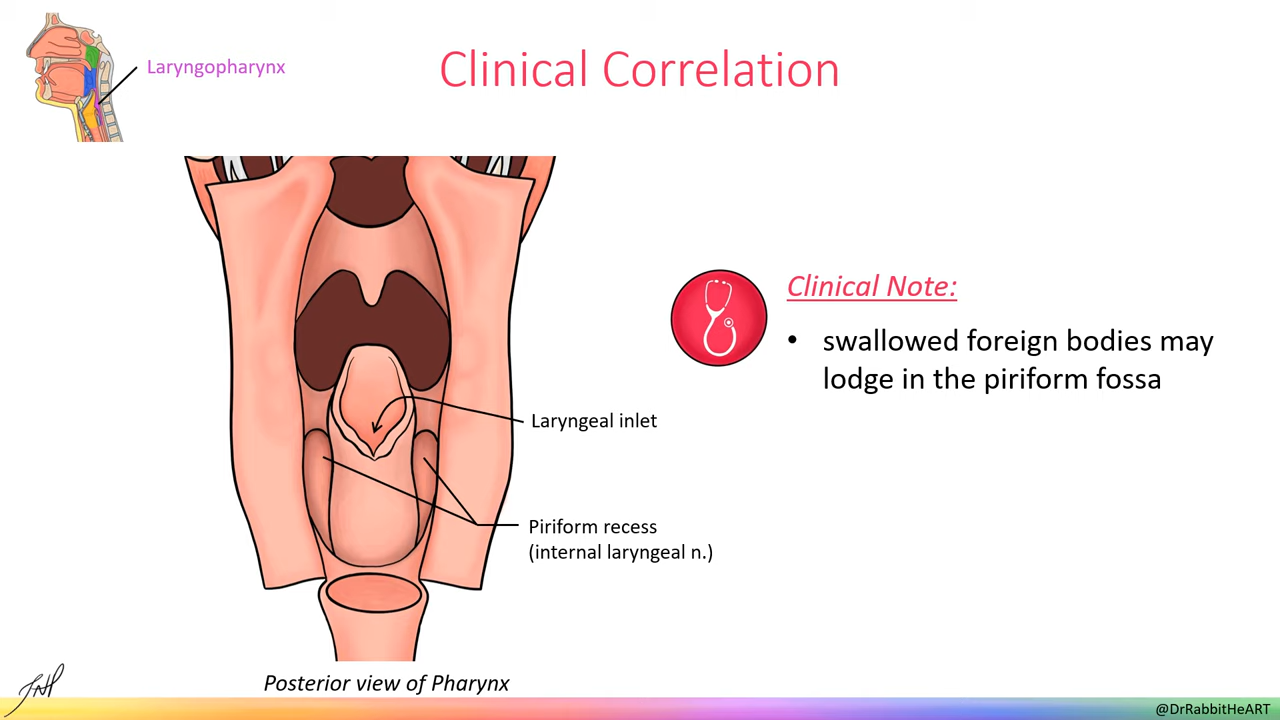 Laryngopharynx
Clinical Correlation
Clinical Note:
• swallowed foreign bodies may
lodge in the piriform fossa
Laryngeal inlet
Piriform recess
(internal laryngeal n.)
Posterior view of Pharynx
@DrRabbitHeART